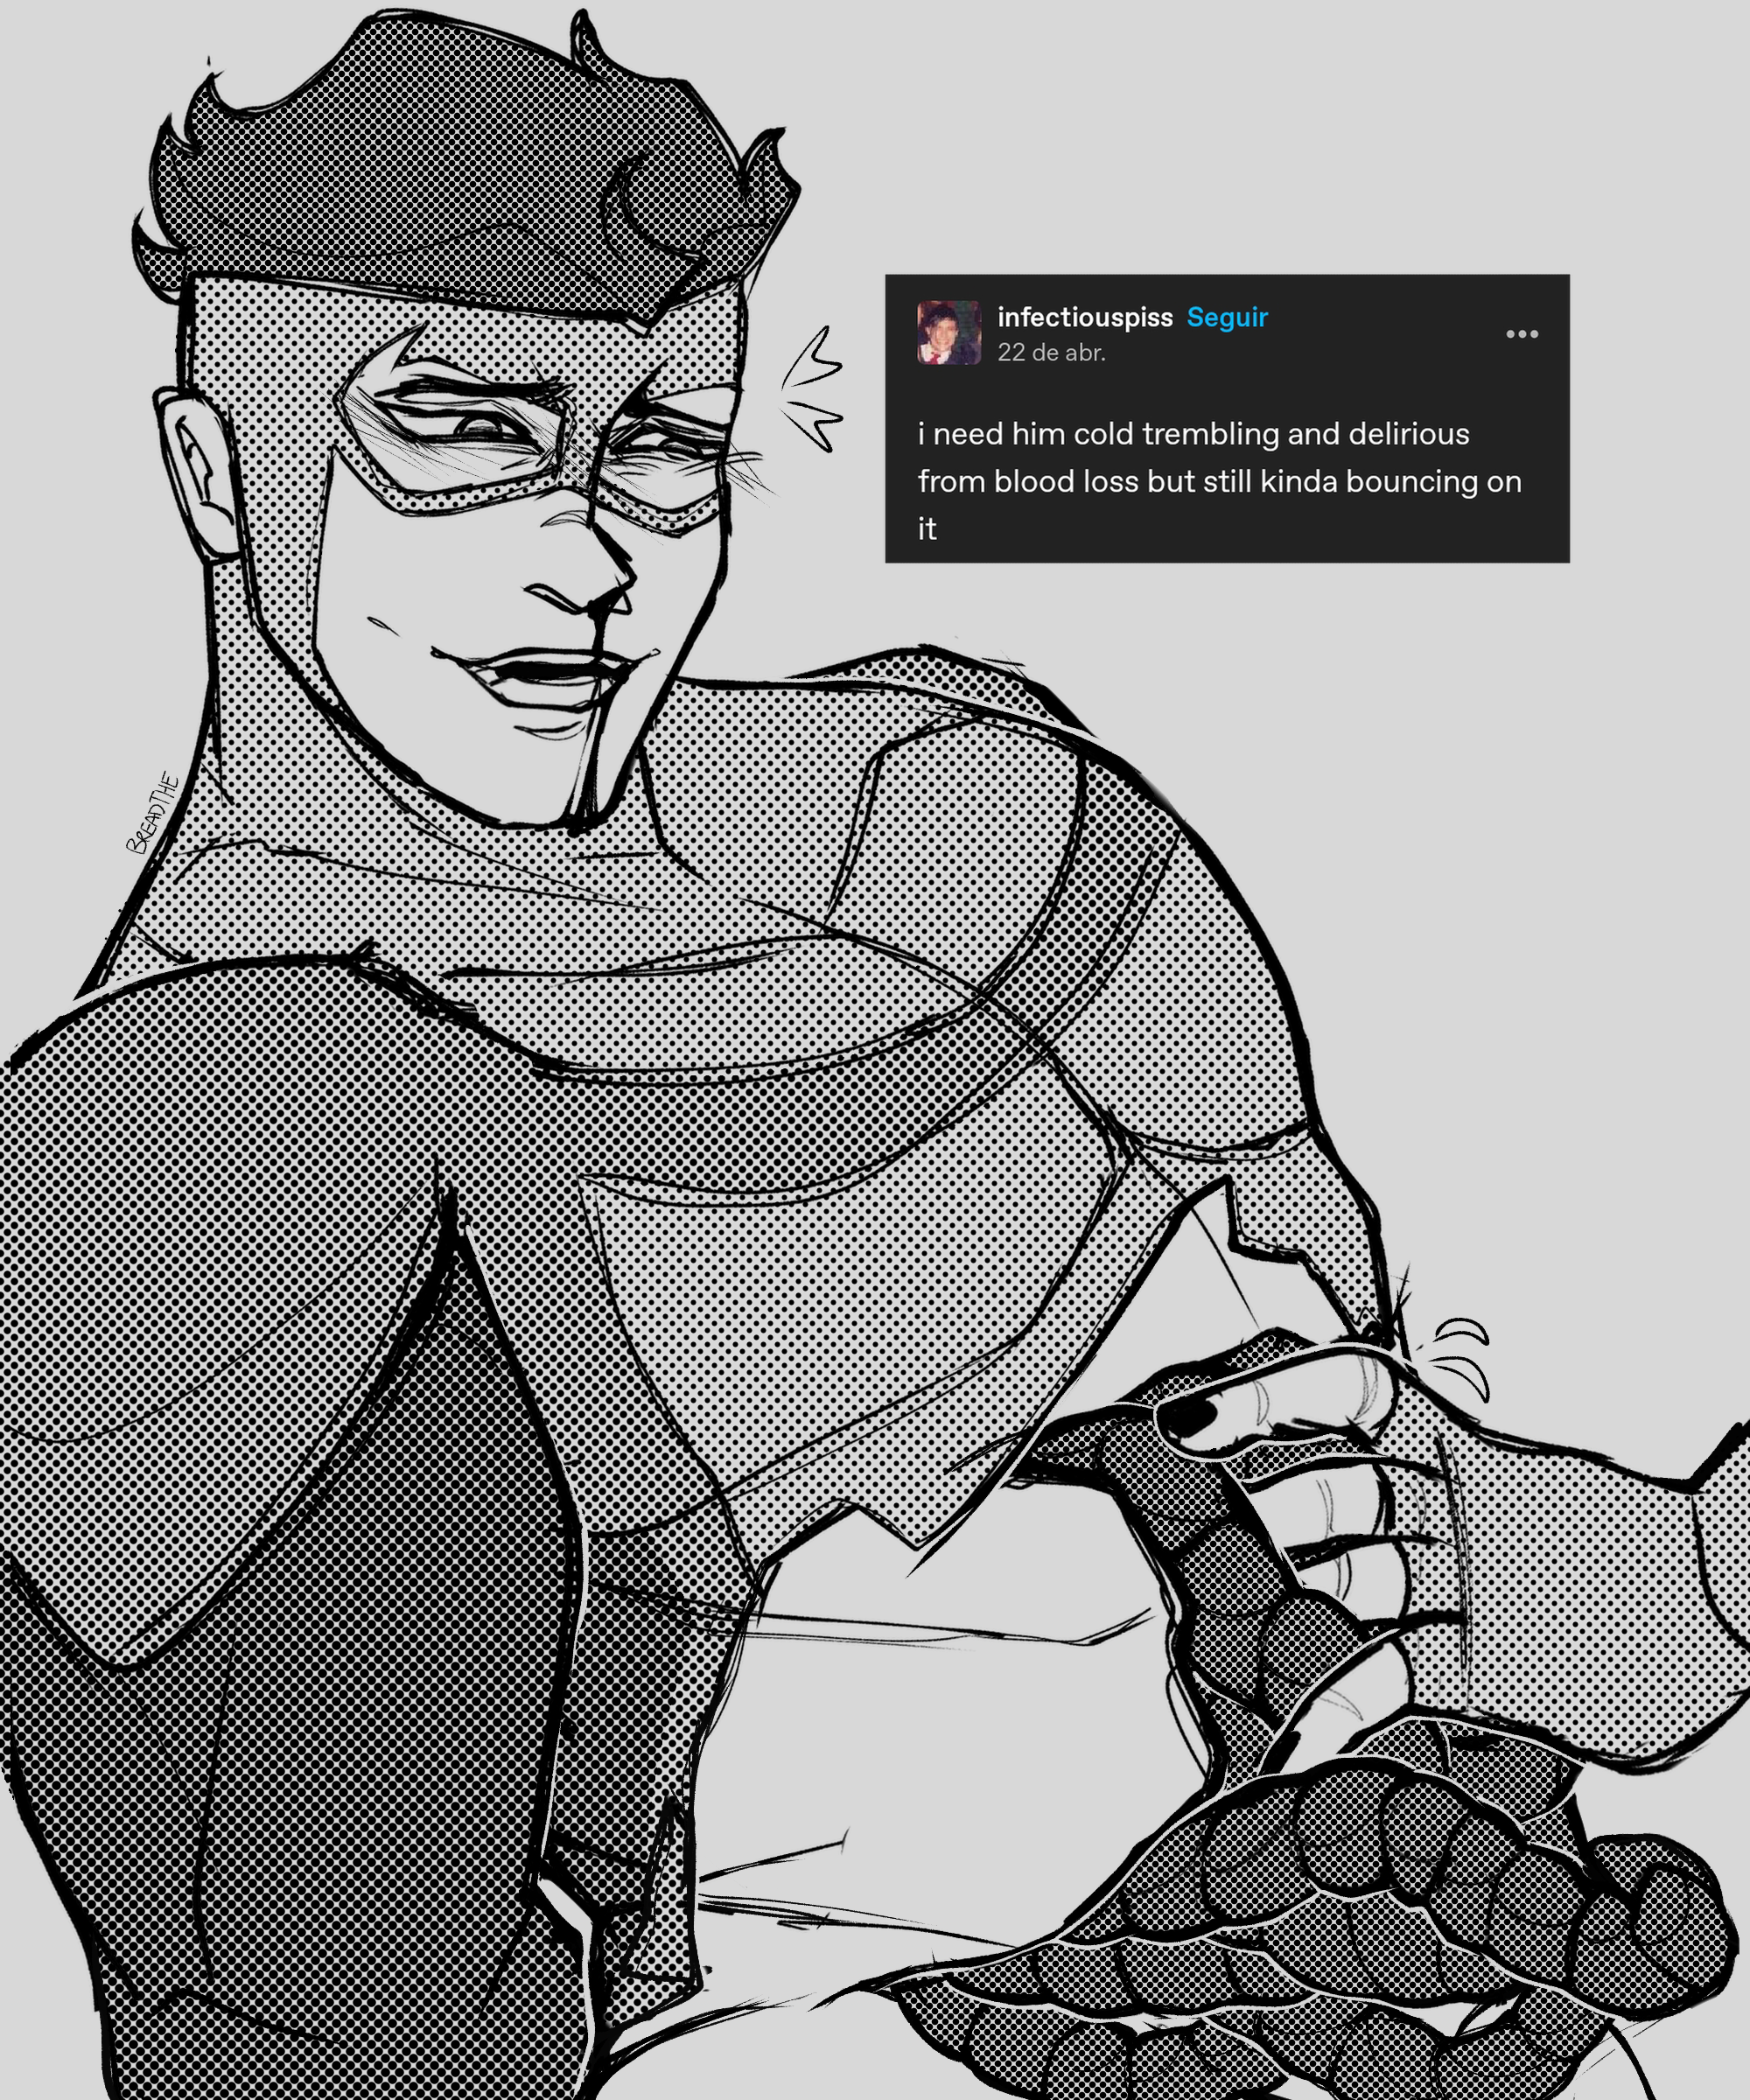 infectiouspiss Seguir
22 de abr.
i need him cold trembling and delirious
from blood loss but still kinda bouncing on
it
BREADTHE